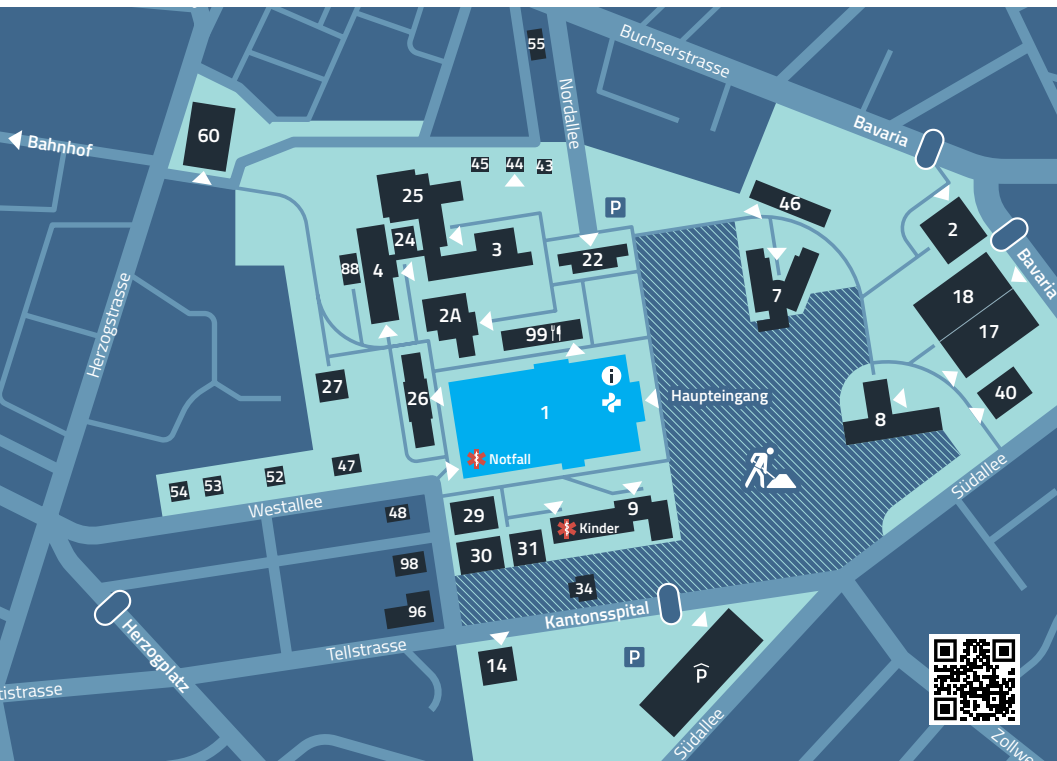 55
Buchserstrasse
Nordallee
Bavaria
60
Bahnhof
45
44
43
25
P
46
2
Bavaria
24
3
22
88
4
7
18
17
2A
99
Herzogstrasse
27
26
1
i
Haupteingang
40
8
Notfall
47
52
53
54
Westallee
48
29
9
Kinder
Südallee
30
31
98
34
96
Kantonsspital
Herzogplatz
Tellstrasse
14
P
P
tistrasse
Südallee
Zollwe